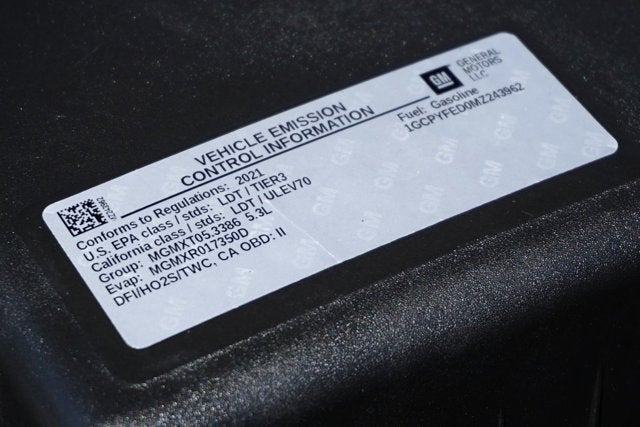 GM
GENERAL
MOTORS
LLC
VEHICLE EMISSION
CONTROL INFORMATION
Fuel: Gasoline
1GCPYFED0MZ243962
Conforms to Regulations: 2021
U.S. EPA class / stds: LDT / TIER3
California class / stds: LDT / ULEV70
Group: MGMXT05.3386 5.3L
Evap: MGMXR017350D
DFI/HO2S/TWC, CA OBD: II